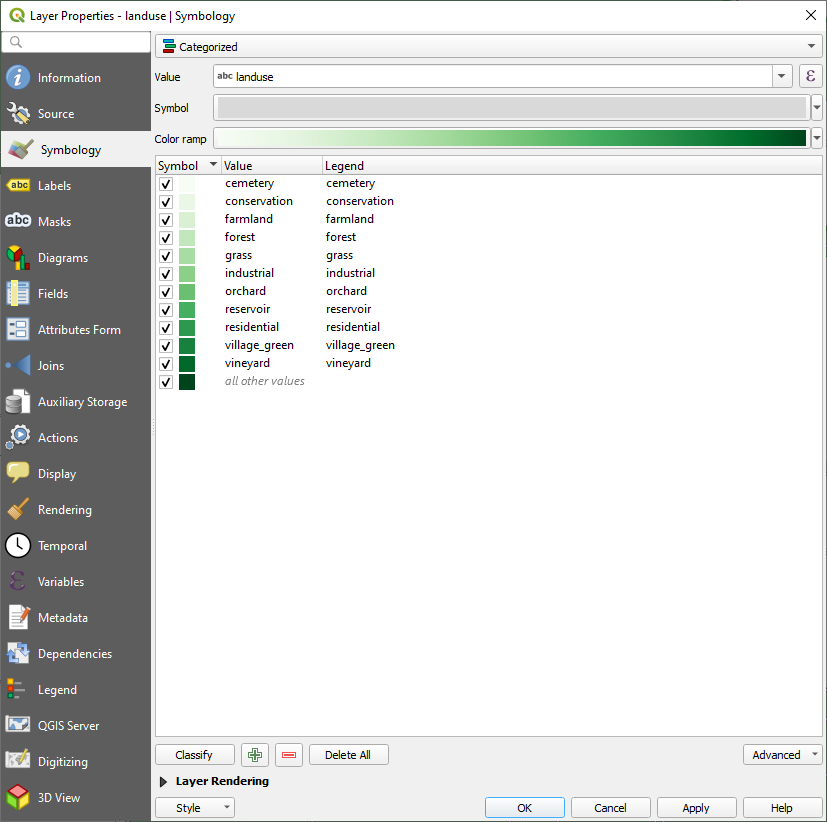 Layer Properties - landuse | Symbology
Information
Source
Symbology
abc Labels
abc Masks
Diagrams
Fields
Attributes Form
Joins
Auxiliary Storage
Actions
Display
Rendering
Temporal
ε Variables
Metadata
Dependencies
Legend
QGIS Server
Digitizing
3D View
Categorized
Value abc landuse ε
Symbol
Color ramp
Symbol Value Legend
cemetery cemetery
conservation conservation
farmland farmland
forest forest
grass grass
industrial industrial
orchard orchard
reservoir reservoir
residential residential
village_green village_green
vineyard vineyard
all other values
Classify Delete All Advanced
Layer Rendering
Style OK Cancel Apply Help